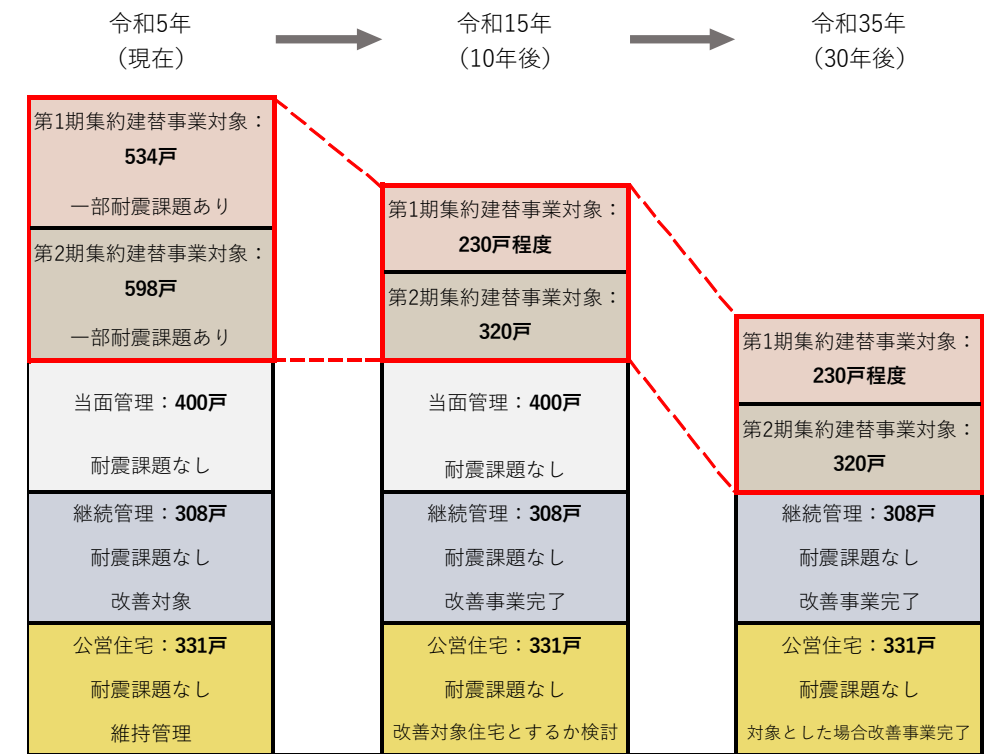 令和5年
（現在）
令和15年
（10年後）
令和35年
（30年後）
第1期集約建替事業対象：
534戸
一部耐震課題あり
第2期集約建替事業対象：
598戸
一部耐震課題あり
当面管理：400戸
耐震課題なし
継続管理：308戸
耐震課題なし
改善対象
公営住宅：331戸
耐震課題なし
維持管理
第1期集約建替事業対象：
230戸程度
第2期集約建替事業対象：
320戸
当面管理：400戸
耐震課題なし
継続管理：308戸
耐震課題なし
改善事業完了
公営住宅：331戸
耐震課題なし
改善対象住宅とするか検討
第1期集約建替事業対象：
230戸程度
第2期集約建替事業対象：
320戸
継続管理：308戸
耐震課題なし
改善事業完了
公営住宅：331戸
耐震課題なし
対象とした場合改善事業完了